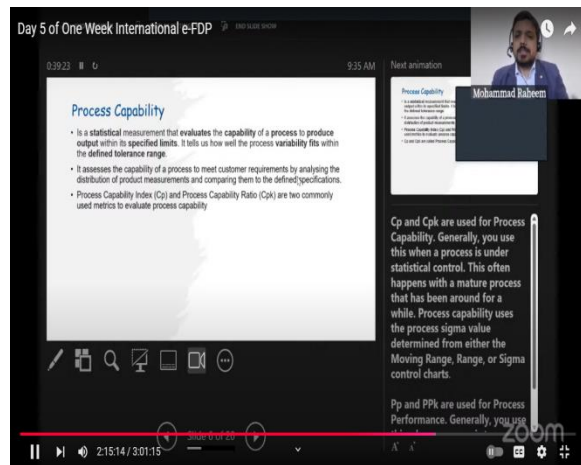 Day 5 of One Week International e-FDP
END SLIDE SHOW
0:39:23
9:35 AM
Next animation
Process Capability
• Is a statistical measurement that evaluates the capability of a process to produce
output within its specified limits. It tells us how well the process variability fits within
the defined tolerance range.
• It assesses the capability of a process to meet customer requirements by analysing the
distribution of product measurements and comparing them to the defined specifications.
• Process Capability Index (Cp) and Process Capability Ratio (Cpk) are two commonly
used metrics to evaluate process capability
Process Capability
Mohammad Raheem
Cp and Cpk are used for Process
Capability. Generally, you use
this when a process is under
statistical control. This often
happens with a mature process
that has been around for a
while. Process capability uses
the process sigma value
determined from either the
Moving Range, Range, or Sigma
control charts.
Pp and PPk are used for Process
Performance. Generally, you use
Slide 6 of 20
zoom
2:15:14 / 3:01:15